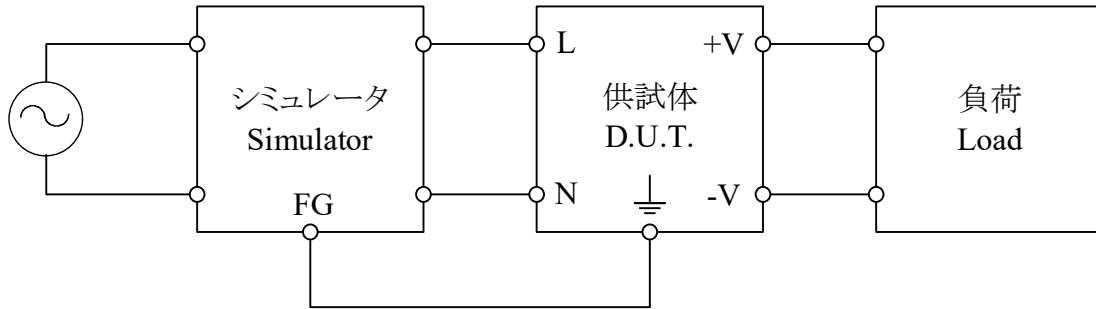 シミュレータ
Simulator
FG
L
N
供試体
D.U.T.
+V
-V
負荷
Load